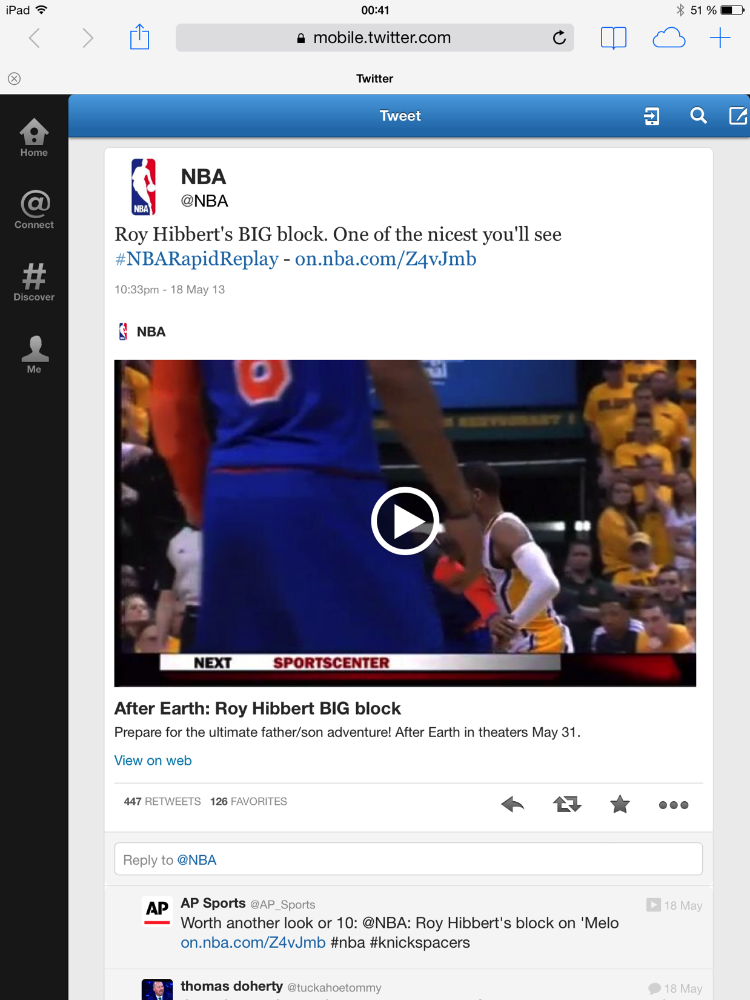 iPad 00:41 51 %
mobile.twitter.com
Twitter
Tweet
Home
Connect
Discover
Me
NBA
NBA
@NBA
Roy Hibbert's BIG block. One of the nicest you'll see
#NBARapidReplay - on.nba.com/Z4vJmb
10:33pm - 18 May 13
NBA
6
NEXT SPORTSCENTER
After Earth: Roy Hibbert BIG block
Prepare for the ultimate father/son adventure! After Earth in theaters May 31.
View on web
447 RETWEETS 126 FAVORITES
Reply to @NBA
AP
AP Sports @AP_Sports 18 May
Worth another look or 10: @NBA: Roy Hibbert's block on 'Melo
on.nba.com/Z4vJmb #nba #knickspacers
thomas doherty @tuckahoetommy 18 May